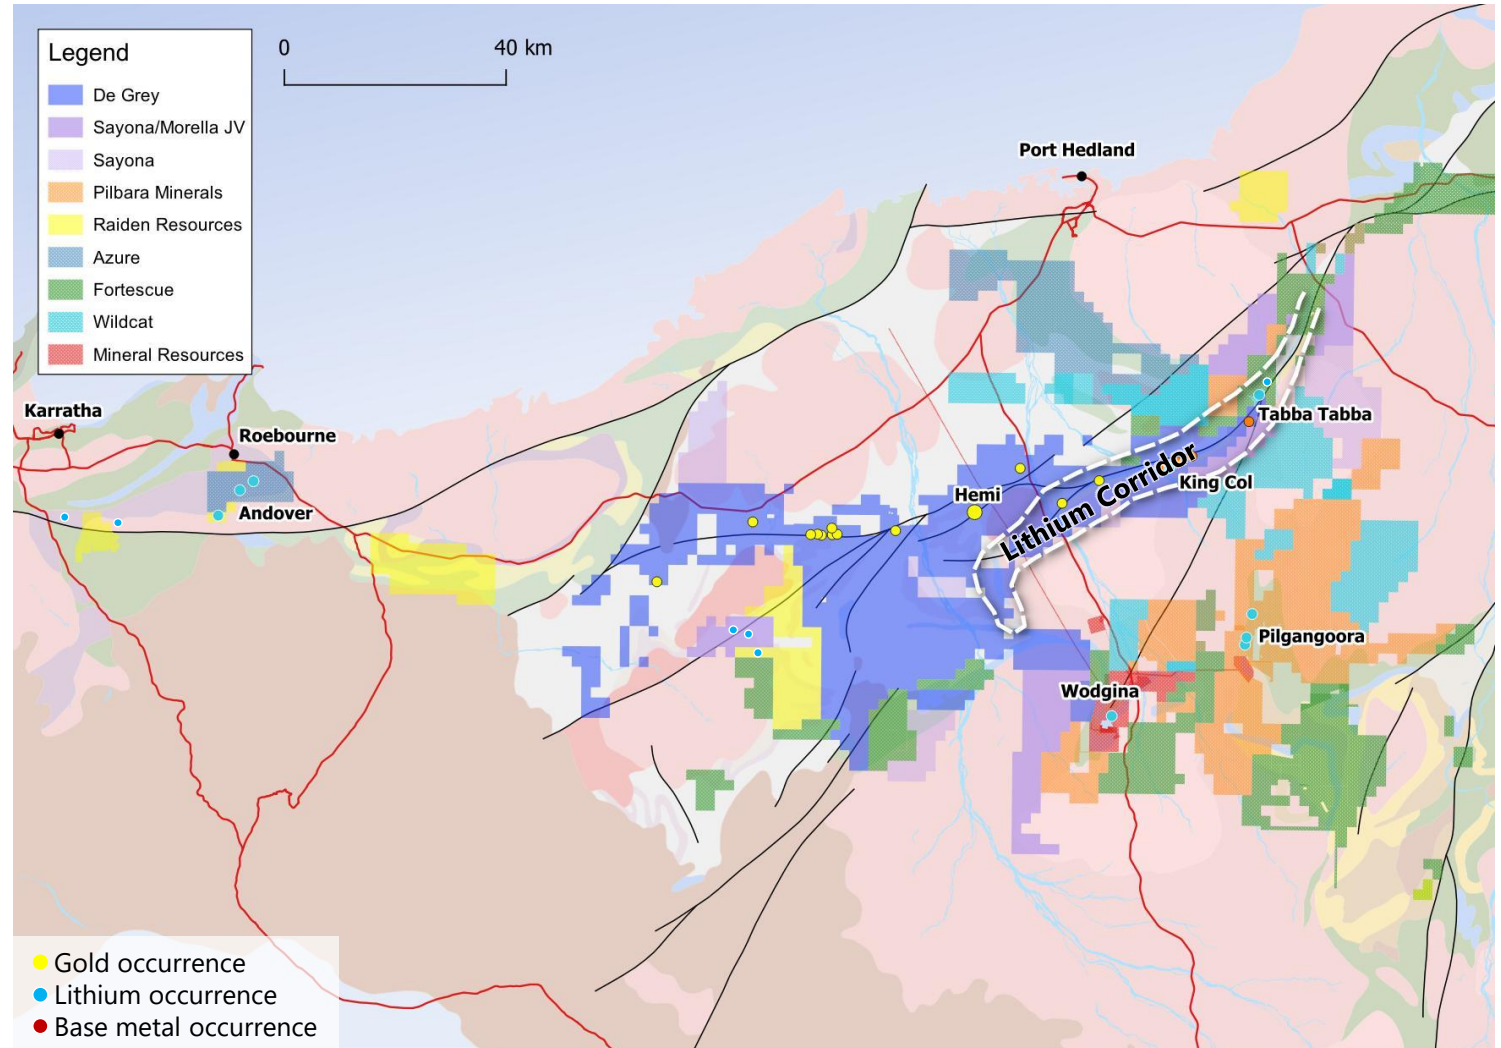 Legend
De Grey
Sayona/Morella JV
Sayona
Pilbara Minerals
Raiden Resources
Azure
Fortescue
Wildcat
Mineral Resources
0 40 km
Port Hedland
Karratha
Roebourne
Andover
Tabba Tabba
King Col
Hemi
Lithium Corridor
Pilgangoora
Wodgina
Gold occurrence
Lithium occurrence
Base metal occurrence